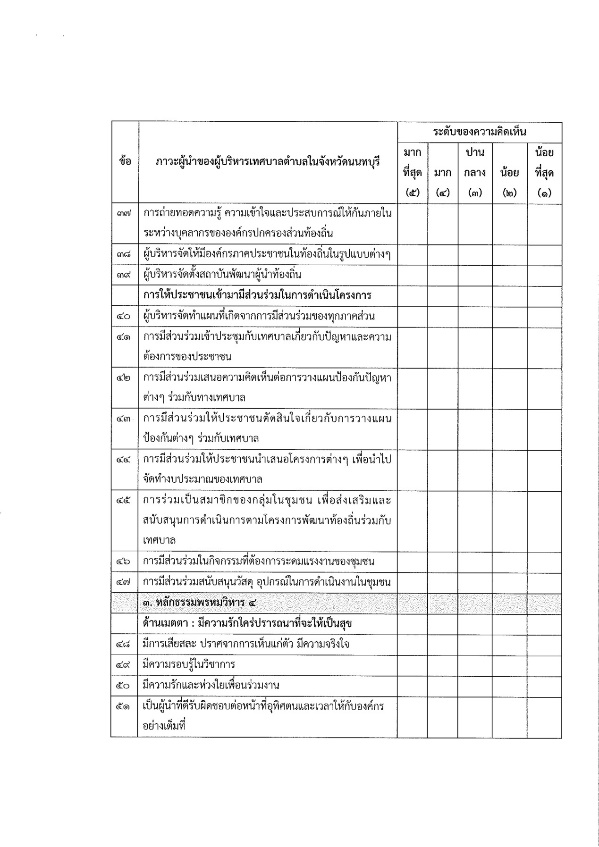 ข้อ
ภาวะผู้นำของผู้บริหารเทศบาลตำบลในจังหวัดนนทบุรี
ระดับของความคิดเห็น
มาก
ที่สุด
(๕)
มาก
(๔)
ปาน
กลาง
(๓)
น้อย
(๒)
น้อย
ที่สุด
(๑)
๓๗ การถ่ายทอดความรู้ ความเข้าใจและประสบการณ์ให้กันภายใน
ระหว่างบุคลากรขององค์กรปกครองส่วนท้องถิ่น
๓๘ ผู้บริหารจัดให้มีองค์กรภาคประชาชนในท้องถิ่นในรูปแบบต่างๆ
๓๙ ผู้บริหารจัดตั้งสถาบันพัฒนาผู้นำท้องถิ่น
การให้ประชาชนเข้ามามีส่วนร่วมในการดำเนินโครงการ
๔๐ ผู้บริหารจัดทำแผนที่เกิดจากการมีส่วนร่วมของทุกภาคส่วน
๔๑ การมีส่วนร่วมเข้าประชุมกับเทศบาลเกี่ยวกับปัญหาและความ
ต้องการของประชาชน
๔๒ การมีส่วนร่วมเสนอความคิดเห็นต่อการวางแผนป้องกันปัญหา
ต่างๆ ร่วมกับทางเทศบาล
๔๓ การมีส่วนร่วมให้ประชาชนตัดสินใจเกี่ยวกับการวางแผน
ป้องกันต่างๆ ร่วมกับเทศบาล
๔๔ การมีส่วนร่วมให้ประชาชนนำเสนอโครงการต่างๆ เพื่อนำไป
จัดทำงบประมาณของเทศบาล
๔๕ การร่วมเป็นสมาชิกของกลุ่มในชุมชน เพื่อส่งเสริมและ
สนับสนุนการดำเนินการตามโครงการพัฒนาท้องถิ่นร่วมกับ
เทศบาล
๔๖ การมีส่วนร่วมในกิจกรรมที่ต้องการระดมแรงงานของชุมชน
๔๗ การมีส่วนร่วมสนับสนุนวัสดุ อุปกรณ์ในการดำเนินงานในชุมชน
๓. หลักธรรมพรหมวิหาร ๔
ด้านเมตตา : มีความรักใคร่ปรารถนาที่จะให้เป็นสุข
๔๘ มีการเสียสละ ปราศจากการเห็นแก่ตัว มีความจริงใจ
๔๙ มีความรอบรู้ในวิชาการ
๕๐ มีความรักและห่วงใยเพื่อนร่วมงาน
๕๑ เป็นผู้นำที่ดีรับผิดชอบต่อหน้าที่อุทิศตนและเวลาให้กับองค์กร
อย่างเต็มที่